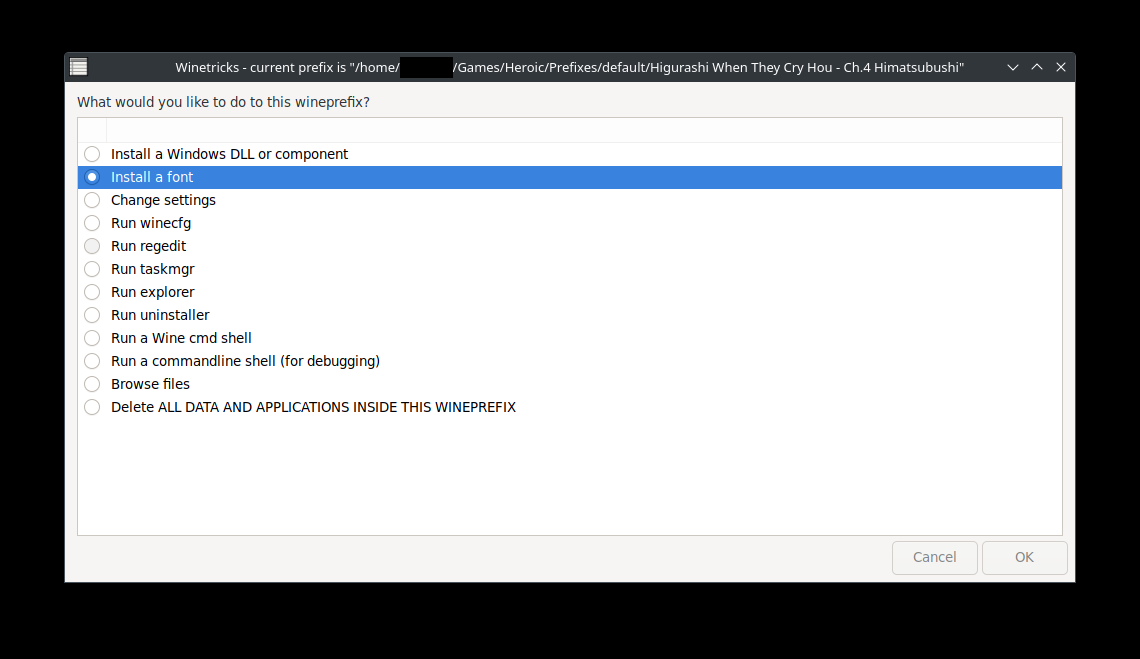 Winetricks - current prefix is "/home/ /Games/Heroic/Prefixes/default/Higurashi When They Cry Hou - Ch.4 Himatsubushi"
What would you like to do to this wineprefix?
Install a Windows DLL or component
Install a font
Change settings
Run winecfg
Run regedit
Run taskmgr
Run explorer
Run uninstaller
Run a Wine cmd shell
Run a commandline shell (for debugging)
Browse files
Delete ALL DATA AND APPLICATIONS INSIDE THIS WINEPREFIX
Cancel OK